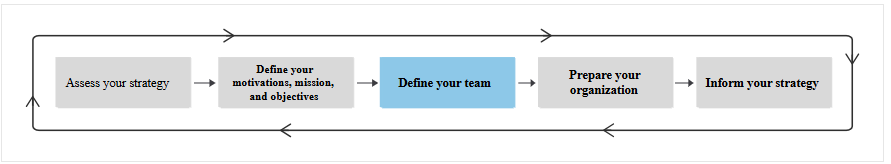 Assess your strategy
Define your
motivations, mission,
and objectives
Define your team
Prepare your
organization
Inform your strategy